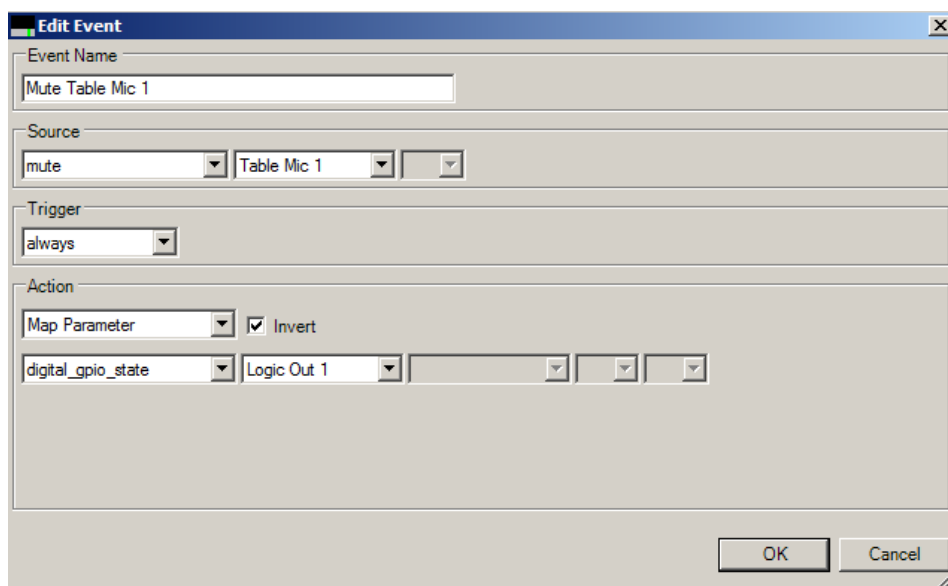 Edit Event
Event Name
Mute Table Mic 1
Source
mute Table Mic 1
Trigger
always
Action
Map Parameter Invert
digital_gpio_state Logic Out 1
OK Cancel